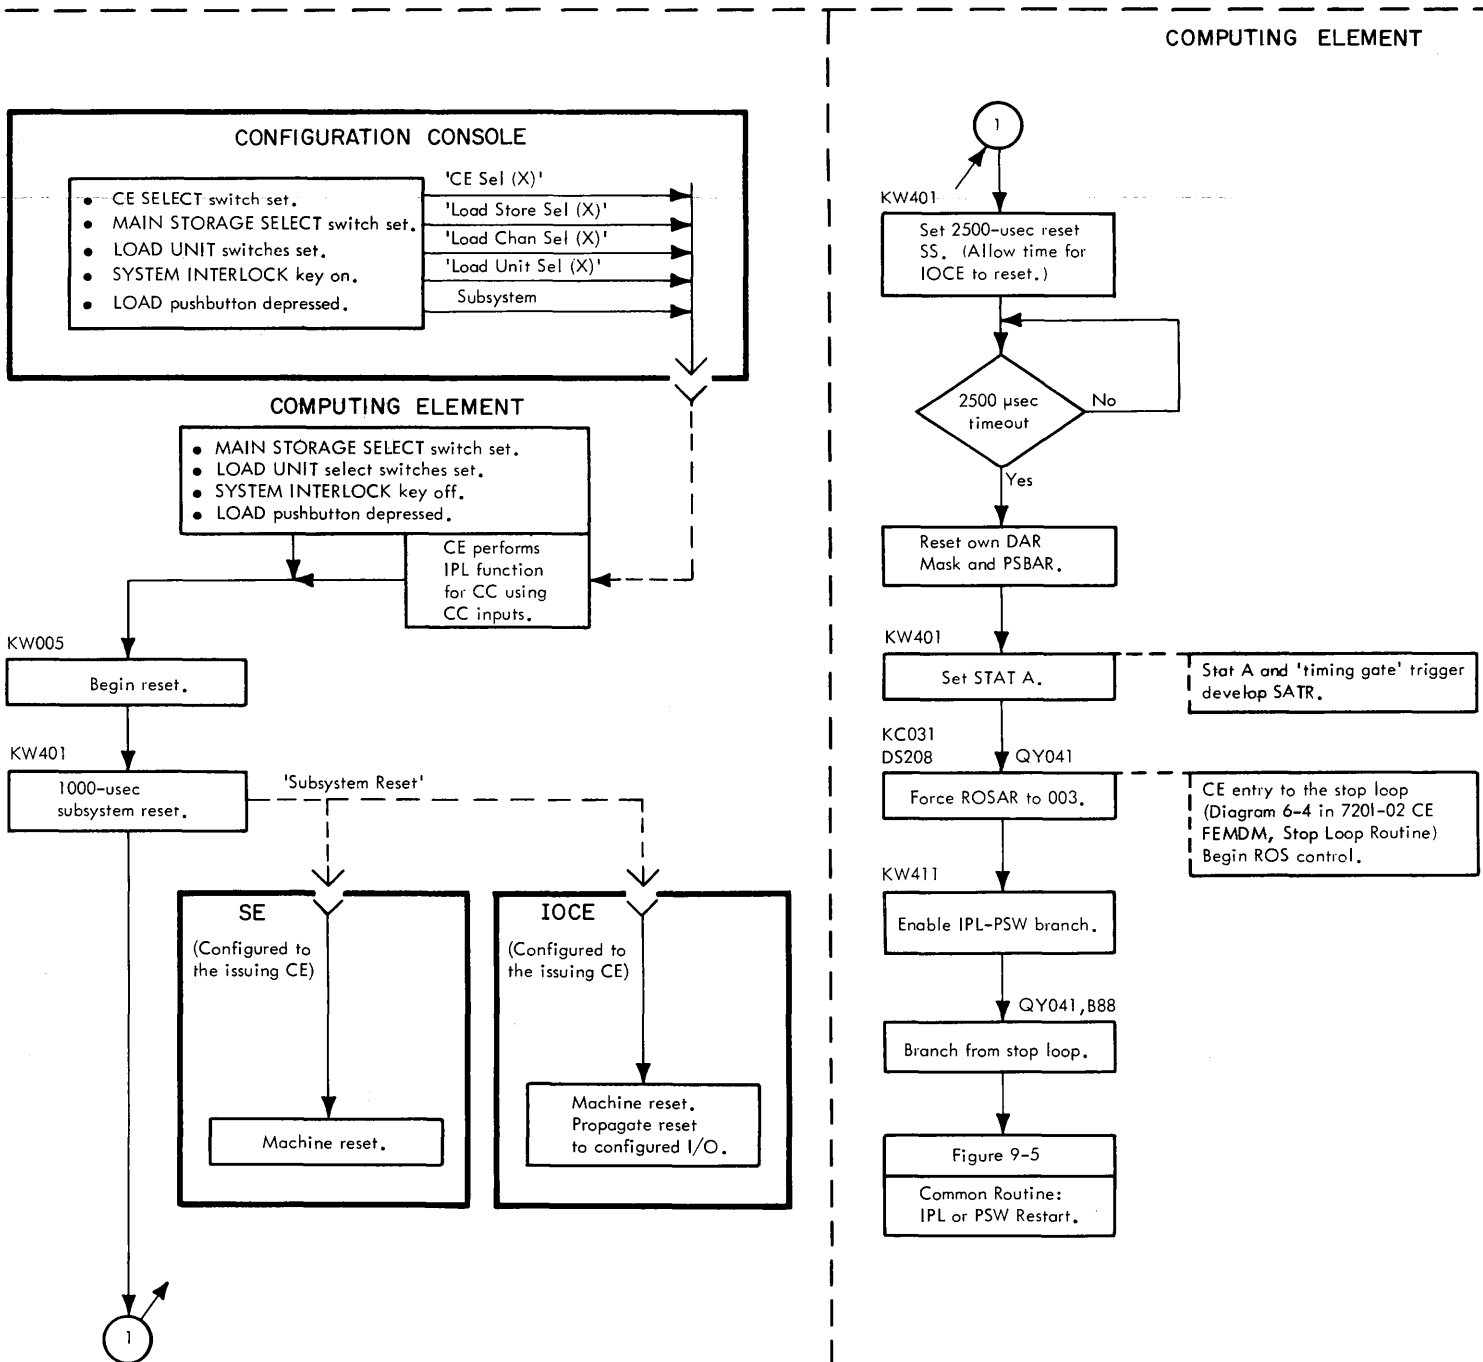 CONFIGURATION CONSOLE
• CE SELECT switch set.
• MAIN STORAGE SELECT switch set.
• LOAD UNIT switches set.
• SYSTEM INTERLOCK key on.
• LOAD pushbutton depressed.
'CE Sel (X)'
'Load Store Sel (X)'
'Load Chan Sel (X)'
'Load Unit Sel (X)'
Subsystem
COMPUTING ELEMENT
• MAIN STORAGE SELECT switch set.
• LOAD UNIT select switches set.
• SYSTEM INTERLOCK key off.
• LOAD pushbutton depressed.
CE performs
IPL function
for CC using
CC inputs.
KW005
Begin reset.
KW401
1000-usec
subsystem reset.
'Subsystem Reset'
SE
(Configured to
the issuing CE)
Machine reset.
IOCE
(Configured to
the issuing CE)
Machine reset.
Propagate reset
to configured I/O.
1
COMPUTING ELEMENT
1
KW401
Set 2500-usec reset
SS. (Allow time for
IOCE to reset.)
2500 µsec
timeout
No
Yes
Reset own DAR
Mask and PSBAR.
KW401
Set STAT A.
Stat A and 'timing gate' trigger
develop SATR.
KC031
DS208
QY041
Force ROSAR to 003.
CE entry to the stop loop
(Diagram 6-4 in 7201-02 CE
FEMDM, Stop Loop Routine)
Begin ROS control.
KW411
Enable IPL-PSW branch.
QY041,B88
Branch from stop loop.
Figure 9-5
Common Routine:
IPL or PSW Restart.